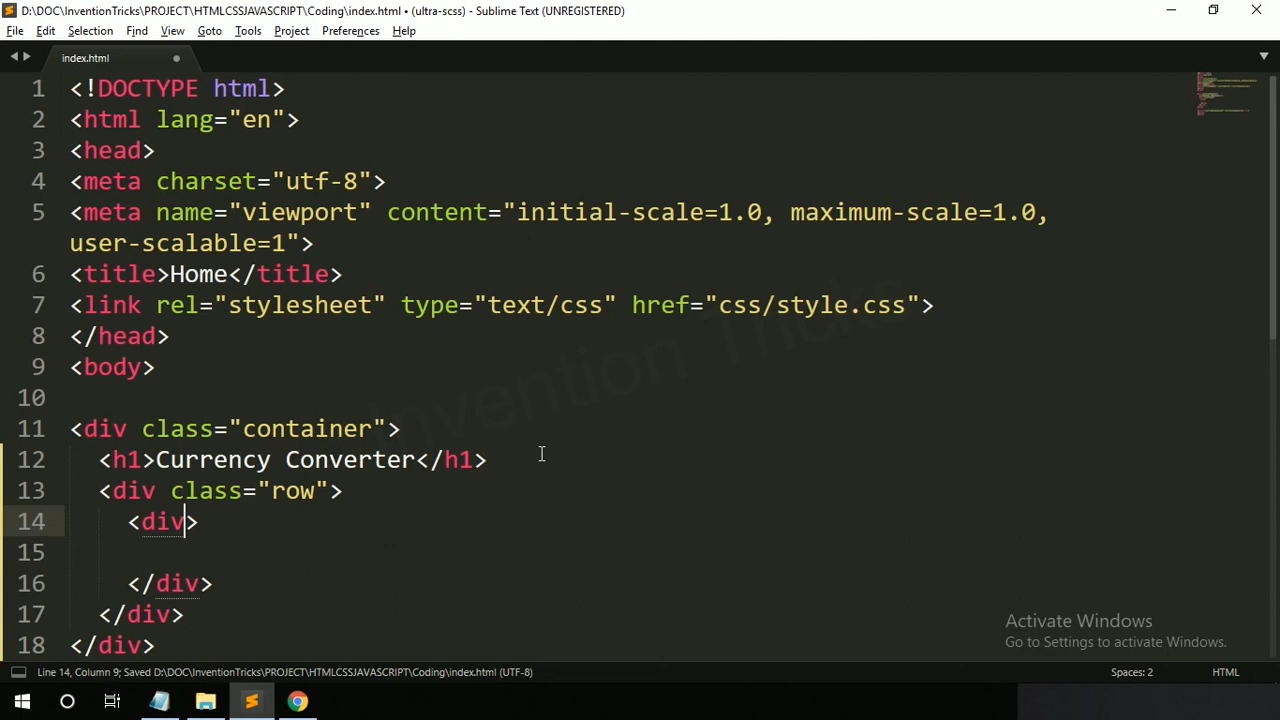 D:\DOC\InventionTricks\PROJECT\HTMLCSSJAVASCRIPT\Coding\index.html • (ultra-scss) - Sublime Text (UNREGISTERED)
File Edit Selection Find View Goto Tools Project Preferences Help
index.html
1 <!DOCTYPE html>
2 <html lang="en">
3 <head>
4 <meta charset="utf-8">
5 <meta name="viewport" content="initial-scale=1.0, maximum-scale=1.0,
user-scalable=1">
6 <title>Home</title>
7 <link rel="stylesheet" type="text/css" href="css/style.css">
8 </head>
9 <body>
10
11 <div class="container">
12   <h1>Currency Converter</h1>
13   <div class="row">
14     <div>
15
16     </div>
17   </div>
18 </div>
Invention Tricks
Activate Windows
Go to Settings to activate Windows.
Line 14, Column 9; Saved D:\DOC\InventionTricks\PROJECT\HTMLCSSJAVASCRIPT\Coding\index.html (UTF-8) Spaces: 2 HTML